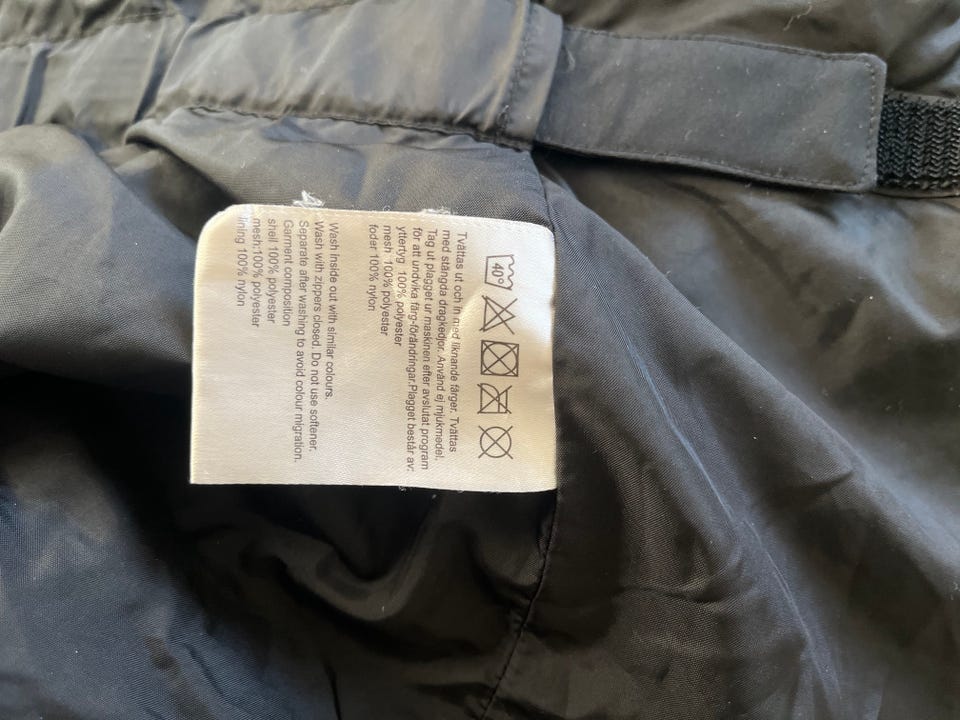 40°
Tvättas ut och in med liknande färger. Tvättas
med stängda dragkedjor. Använd ej mjukmedel.
Tag ut plagget ur maskinen efter avslutat program
för att undvika färg-förändringar.Plagget består av:
yttertyg 100% polyester
mesh 100% polyester
foder 100% nylon
Wash inside out with similar colours.
Wash with zippers closed. Do not use softener.
Separate after washing to avoid colour migration.
Garment composition
shell 100% polyester
mesh:100% polyester
lining 100% nylon